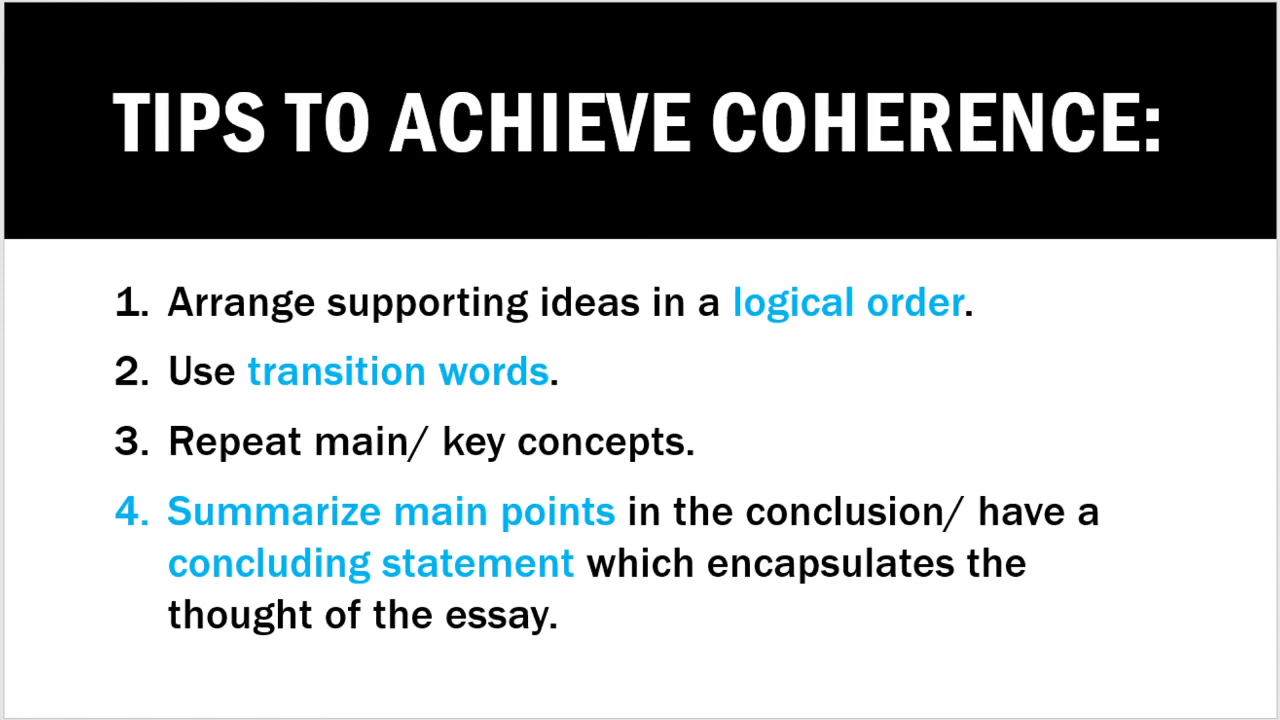 TIPS TO ACHIEVE COHERENCE:
1. Arrange supporting ideas in a logical order.
2. Use transition words.
3. Repeat main/ key concepts.
4. Summarize main points in the conclusion/ have a
concluding statement which encapsulates the
thought of the essay.